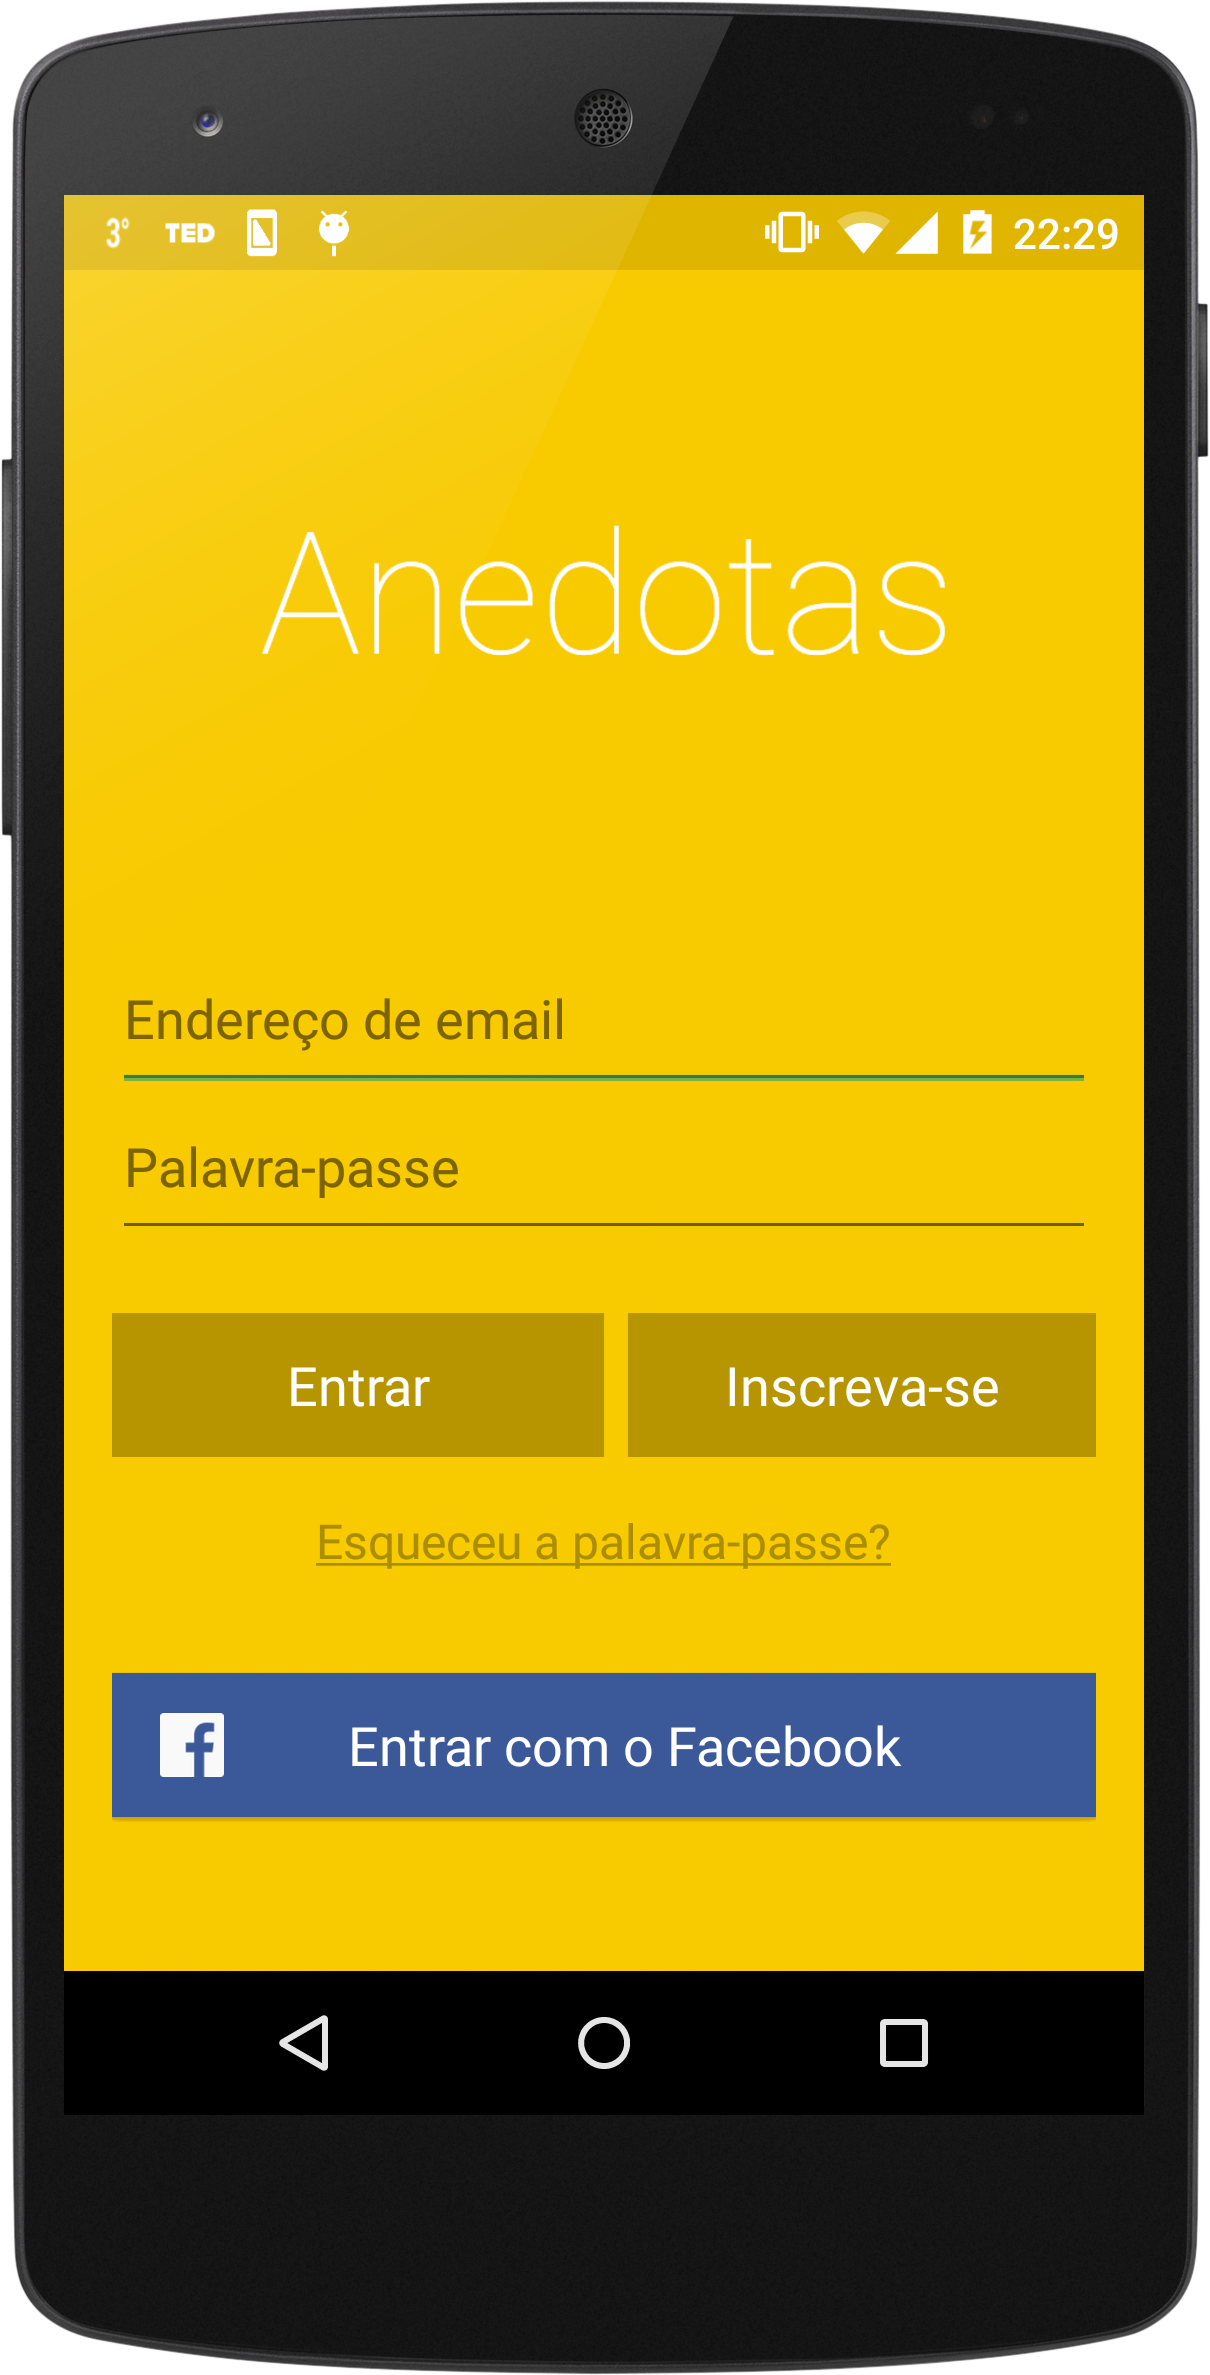 3° TED 22:29
Anedotas
Endereço de email
Palavra-passe
Entrar Inscreva-se
Esqueceu a palavra-passe?
f Entrar com o Facebook